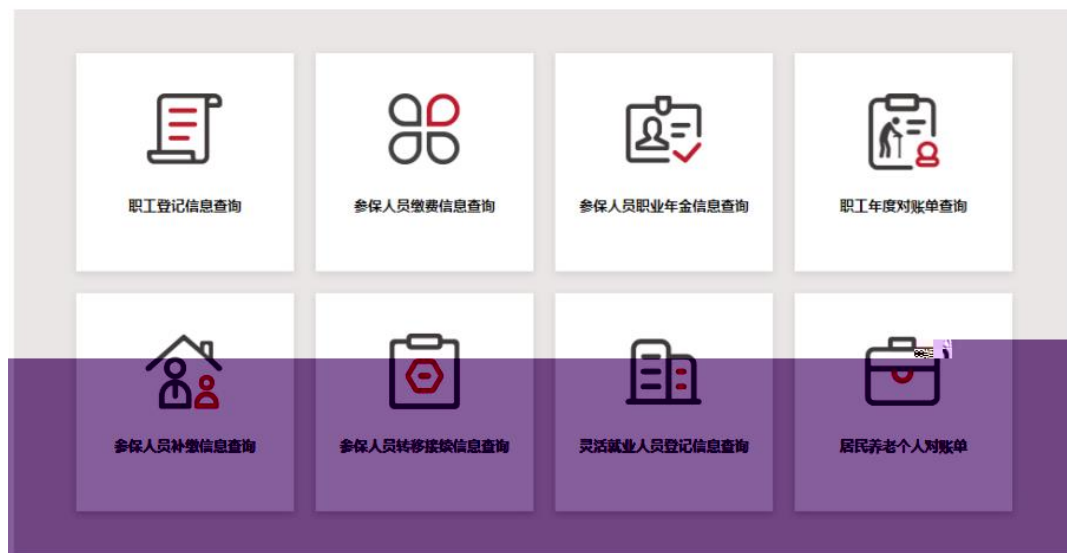 职工登记信息查询
参保人员缴费信息查询
参保人员职业年金信息查询
职工年度对账单查询
参保人员补缴信息查询
参保人员转移接续信息查询
灵活就业人员登记信息查询
居民养老个人对账单